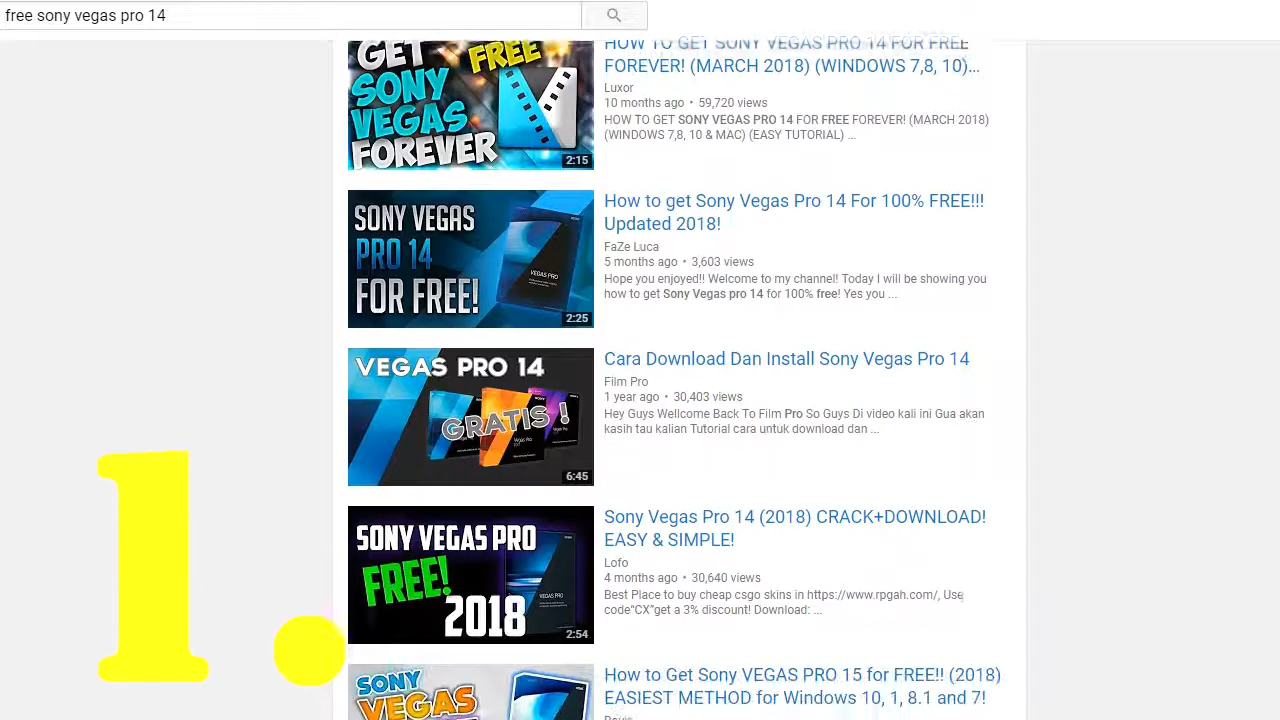 free sony vegas pro 14
GET
FREE
SONY
VEGAS
FOREVER
2:15
HOW TO GET SONY VEGAS PRO 14 FOR FREE
FOREVER! (MARCH 2018) (WINDOWS 7,8, 10)...
Luxor
10 months ago • 59,720 views
HOW TO GET SONY VEGAS PRO 14 FOR FREE FOREVER! (MARCH 2018)
(WINDOWS 7,8, 10 & MAC) (EASY TUTORIAL) ...
SONY VEGAS
PRO 14
FOR FREE!
VEGAS PRO
2:25
How to get Sony Vegas Pro 14 For 100% FREE!!!
Updated 2018!
FaZe Luca
5 months ago • 3,603 views
Hope you enjoyed!! Welcome to my channel! Today I will be showing you
how to get Sony Vegas pro 14 for 100% free! Yes you ...
VEGAS PRO 14
GRATIS !
6:45
Cara Download Dan Install Sony Vegas Pro 14
Film Pro
1 year ago • 30,403 views
Hey Guys Wellcome Back To Film Pro So Guys Di video kali ini Gua akan
kasih tau kalian Tutorial cara untuk download dan ...
SONY VEGAS PRO
FREE!
VEGAS PRO
2018
2:54
Sony Vegas Pro 14 (2018) CRACK+DOWNLOAD!
EASY & SIMPLE!
Lofo
4 months ago • 30,640 views
Best Place to buy cheap csgo skins in https://www.rpgah.com/, Use
code"CX"get a 3% discount! Download: ...
1.
SONY
VEGAS
How to Get Sony VEGAS PRO 15 for FREE!! (2018)
EASIEST METHOD for Windows 10, 1, 8.1 and 7!